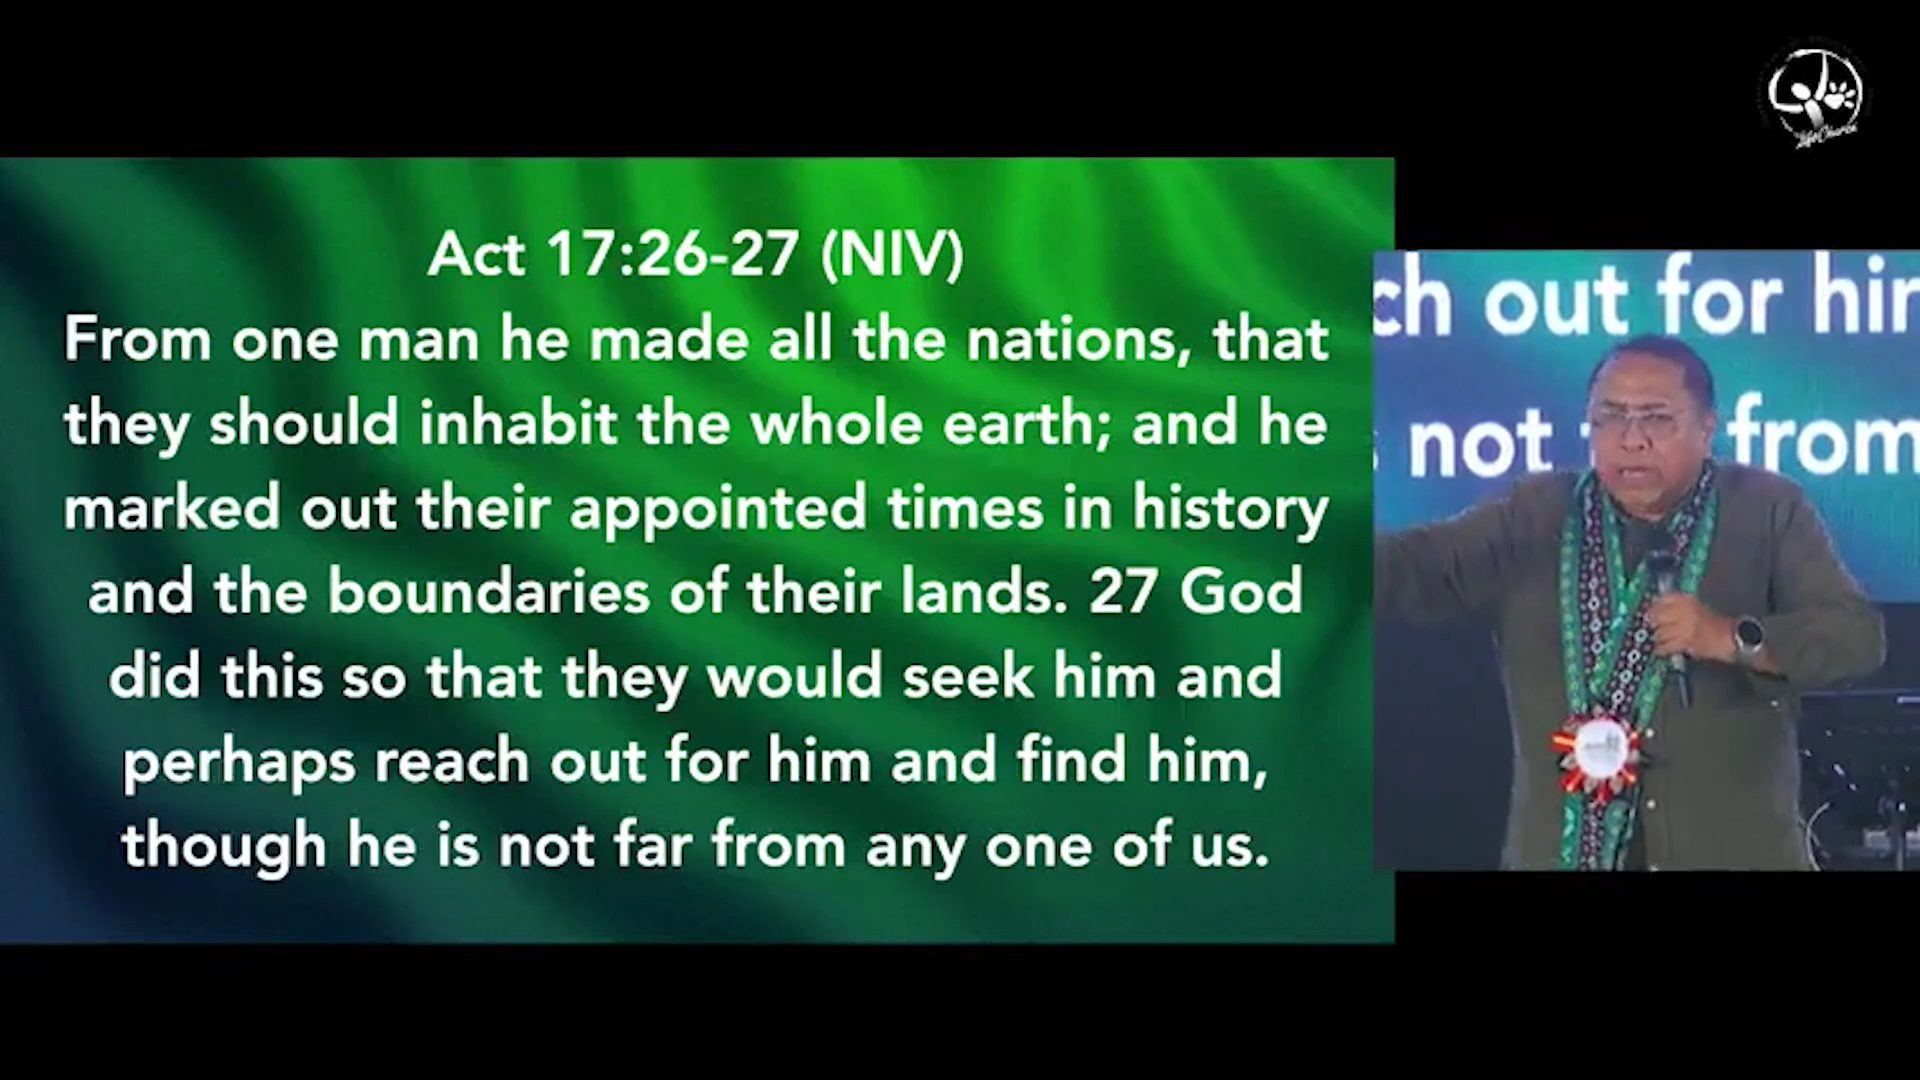 Act 17:26-27 (NIV)
From one man he made all the nations, that
they should inhabit the whole earth; and he
marked out their appointed times in history
and the boundaries of their lands. 27 God
did this so that they would seek him and
perhaps reach out for him and find him,
though he is not far from any one of us.
ch out for hir
not from
Life Church